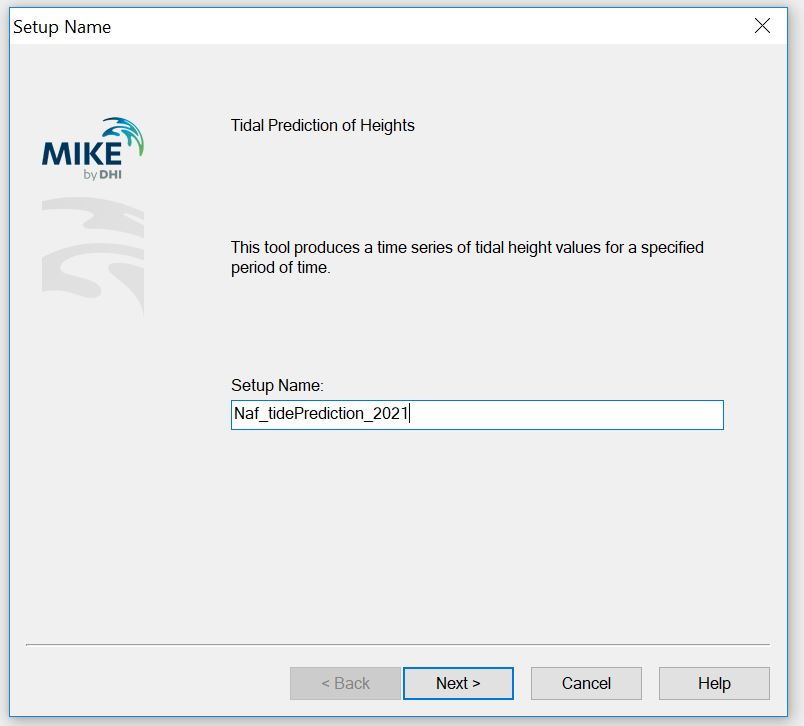 Setup Name
MIKE
by DHI
Tidal Prediction of Heights
This tool produces a time series of tidal height values for a specified
period of time.
Setup Name:
Naf_tidePrediction_2021
< Back
Next >
Cancel
Help